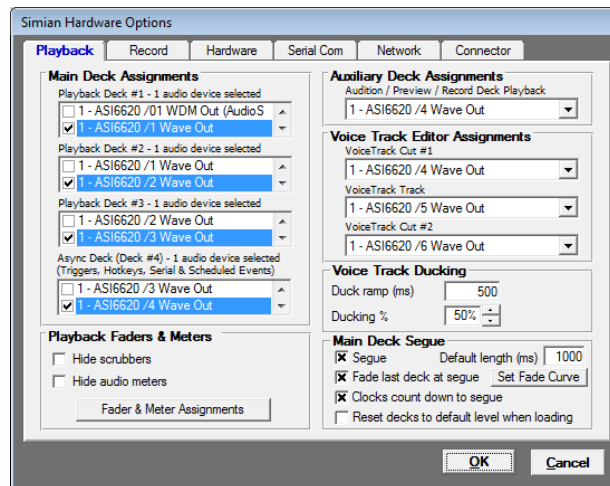 Simian Hardware Options
Playback
Record
Hardware
Serial Com
Network
Connector
Main Deck Assignments
Playback Deck #1 - 1 audio device selected
1 - ASI6620 /01 WDM Out (AudioS
1 - ASI6620 /1 Wave Out
Playback Deck #2 - 1 audio device selected
1 - ASI6620 /1 Wave Out
1 - ASI6620 /2 Wave Out
Playback Deck #3 - 1 audio device selected
1 - ASI6620 /2 Wave Out
1 - ASI6620 /3 Wave Out
Async Deck (Deck #4) - 1 audio device selected
(Triggers, Hotkeys, Serial & Scheduled Events)
1 - ASI6620 /3 Wave Out
1 - ASI6620 /4 Wave Out
Playback Faders & Meters
Hide scrubbers
Hide audio meters
Fader & Meter Assignments
Auxiliary Deck Assignments
Audition / Preview / Record Deck Playback
1 - ASI6620 /4 Wave Out
Voice Track Editor Assignments
VoiceTrack Cut #1
1 - ASI6620 /4 Wave Out
VoiceTrack Track
1 - ASI6620 /5 Wave Out
VoiceTrack Cut #2
1 - ASI6620 /6 Wave Out
Voice Track Ducking
Duck ramp (ms) 500
Ducking % 50%
Main Deck Segue
Segue Default length (ms) 1000
Fade last deck at segue Set Fade Curve
Clocks count down to segue
Reset decks to default level when loading
OK Cancel